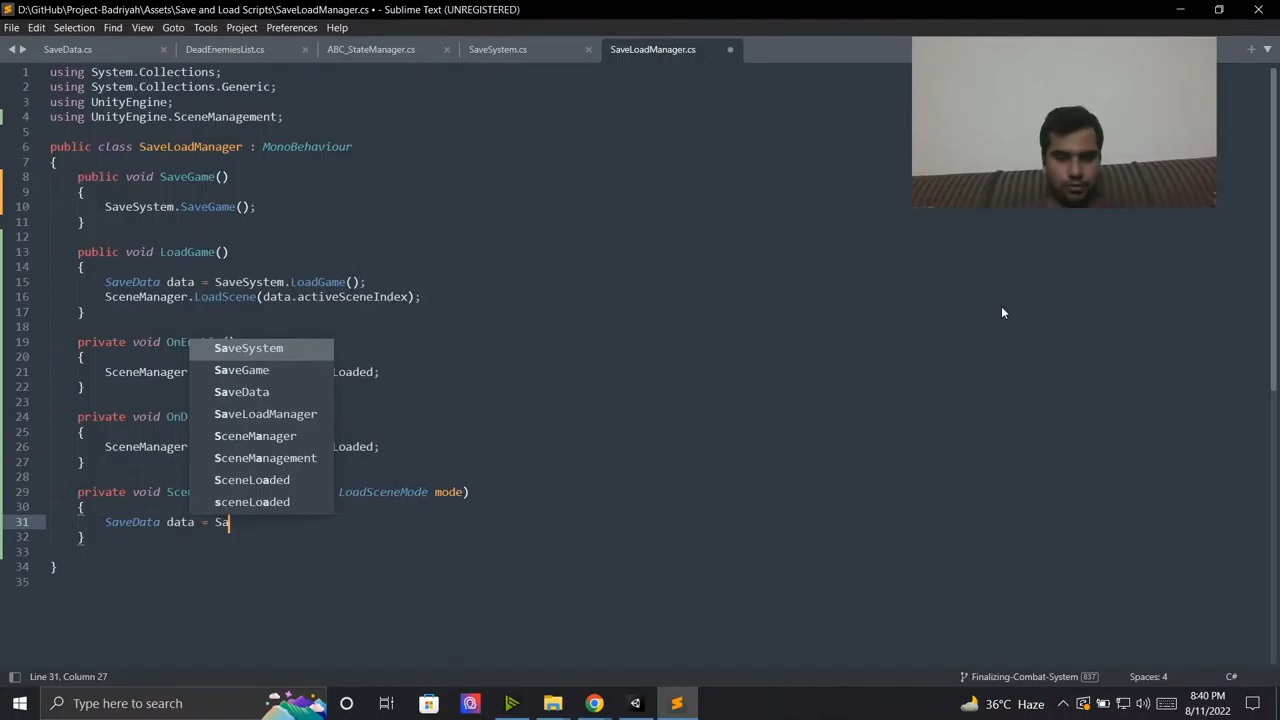 D:\GitHub\Project-Badriyah\Assets\Save and Load Scripts\SaveLoadManager.cs • - Sublime Text (UNREGISTERED)
File Edit Selection Find View Goto Tools Project Preferences Help
SaveData.cs DeadEnemiesList.cs ABC_StateManager.cs SaveSystem.cs SaveLoadManager.cs
1 using System.Collections;
2 using System.Collections.Generic;
3 using UnityEngine;
4 using UnityEngine.SceneManagement;
5
6 public class SaveLoadManager : MonoBehaviour
7 {
8 public void SaveGame()
9 {
10 SaveSystem.SaveGame();
11 }
12
13 public void LoadGame()
14 {
15 SaveData data = SaveSystem.LoadGame();
16 SceneManager.LoadScene(data.activeSceneIndex);
17 }
18
19 private void OnEn
20 {
21 SceneManager Loaded;
22 }
23
24 private void OnDi
25 {
26 SceneManager Loaded;
27 }
28
29 private void Sce LoadSceneMode mode)
30 {
31 SaveData data = Sa
32 }
33
34 }
35
SaveSystem
SaveGame
SaveData
SaveLoadManager
SceneManager
SceneManagement
SceneLoaded
sceneLoaded
Line 31, Column 27 Finalizing-Combat-System 837 Spaces: 4 C#
Type here to search 36°C Haze 8:40 PM
8/11/2022